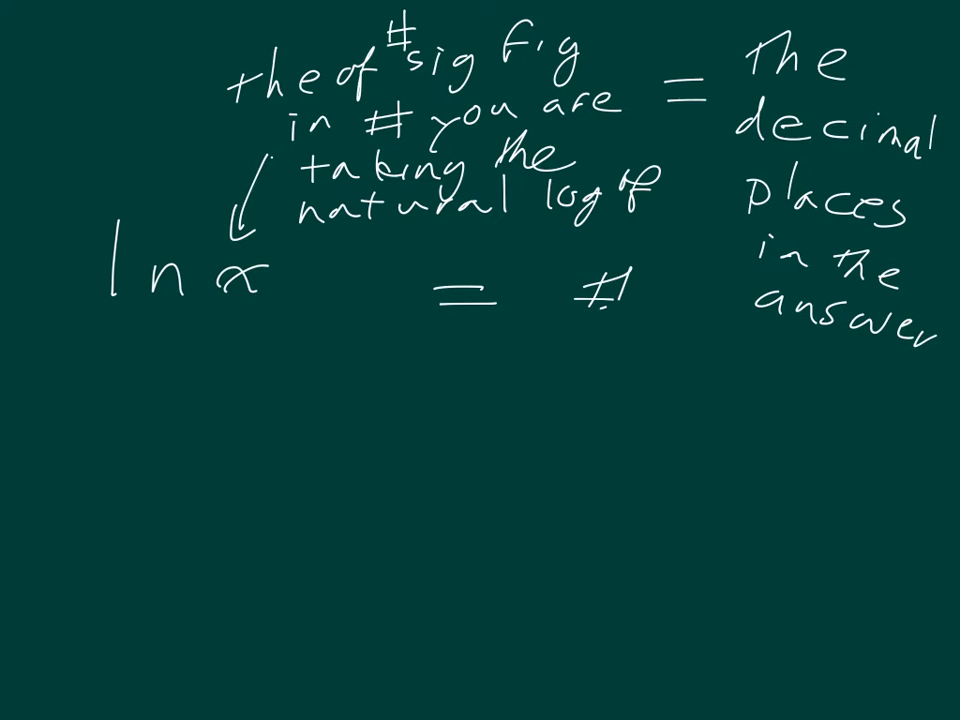 the # of sig fig = the
in # you are decimal
taking the places
natural log of in the
ln x = # answer